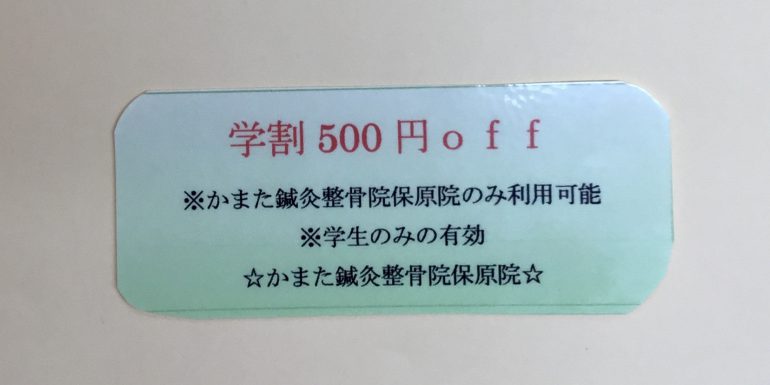 学割 500 円ｏｆｆ
※かまた鍼灸整骨院保原院のみ利用可能
※学生のみの有効
☆かまた鍼灸整骨院保原院☆